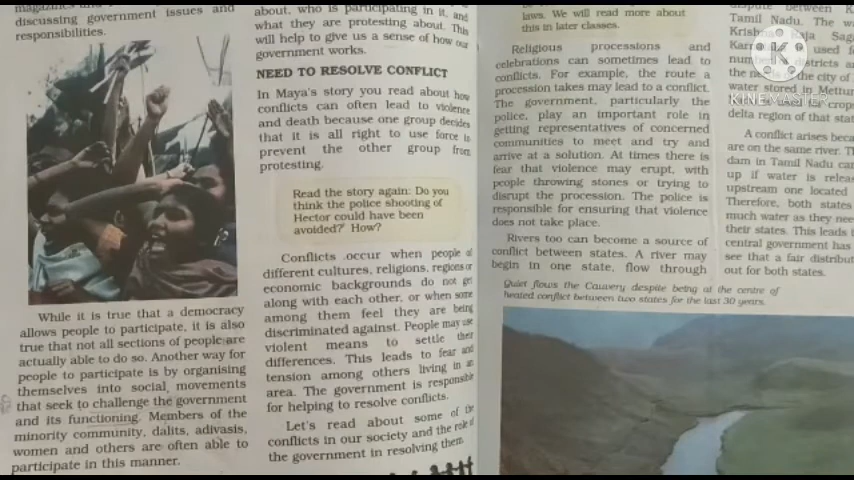 discussing government issues and
responsibilities.
While it is true that a democracy
allows people to participate, it is also
true that not all sections of people are
actually able to do so. Another way for
people to participate is by organising
themselves into social movements
that seek to challenge the government
and its functioning. Members of the
minority community, dalits, adivasis,
women and others are often able to
participate in this manner.
about, who is participating in it, and
what they are protesting about. This
will help to give us a sense of how our
government works.
NEED TO RESOLVE CONFLICT
In Maya's story you read about how
conflicts can often lead to violence
and death because one group decides
that it is all right to use force to
prevent the other group from
protesting.
Read the story again: Do you
think the police shooting of
Hector could have been
avoided? How?
Conflicts occur when people of
different cultures, religions, regions or
economic backgrounds do not get
along with each other, or when some
among them feel they are being
discriminated against. People may use
violent means to settle their
differences. This leads to fear and
tension among others living in an
area. The government is responsible
for helping to resolve conflicts.
Let's read about some of the
conflicts in our society and the role of
the government in resolving them.
laws. We will read more about
this in later classes.
Religious processions and
celebrations can sometimes lead to
conflicts. For example, the route a
procession takes may lead to a conflict.
The government, particularly the
police, play an important role in
getting representatives of concerned
communities to meet and try and
arrive at a solution. At times there is
fear that violence may erupt, with
people throwing stones or trying to
disrupt the procession. The police is
responsible for ensuring that violence
does not take place.
Rivers too can become a source of
conflict between states. A river may
begin in one state, flow through
Quiet flows the Cauvery despite being at the centre of
heated conflict between two states for the last 30 years.
dispute between
Tamil Nadu. The
Krishna Raja
used
districts
the city of
water stored in Mettur
crops
delta region of that
A conflict arises
are on the same river.
dam in Tamil Nadu
up if water is
upstream one located
Therefore, both states
much water as they
their states. This leads
central government has
see that a fair
out for both states.
K
KINEMASTER